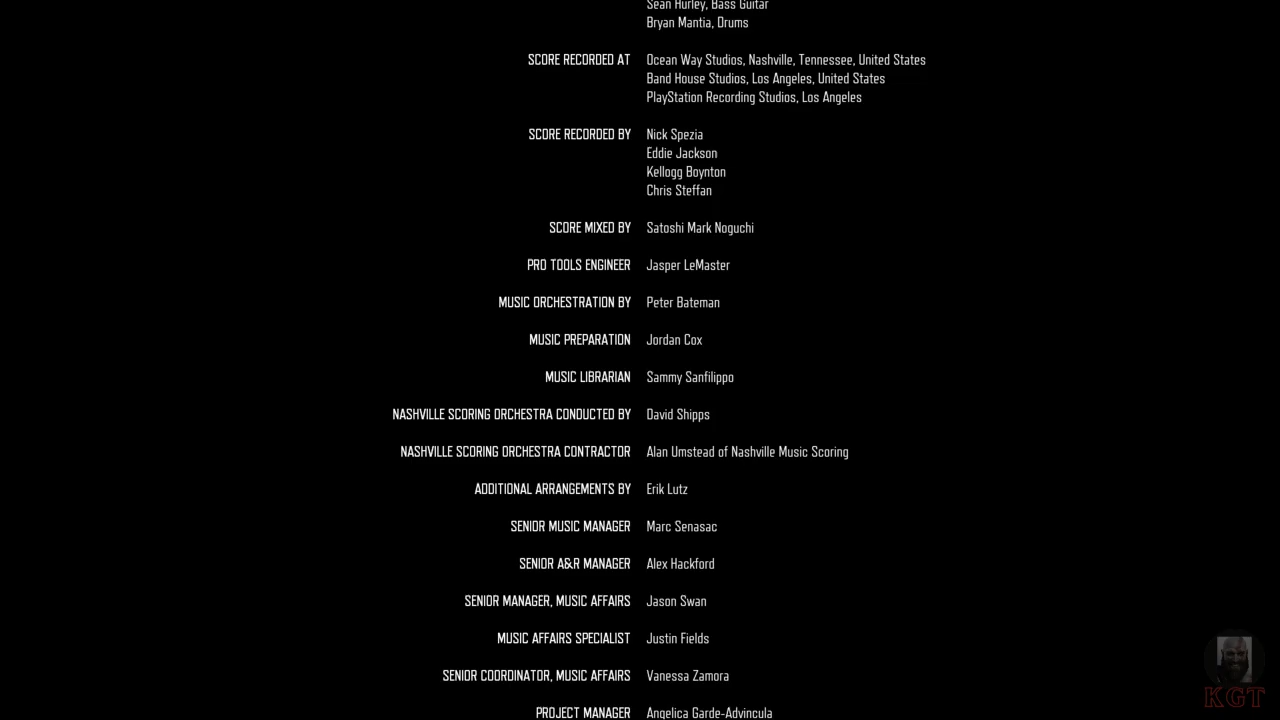 Sean Hurley, Bass Guitar
Bryan Mantia, Drums
SCORE RECORDED AT Ocean Way Studios, Nashville, Tennessee, United States
Band House Studios, Los Angeles, United States
PlayStation Recording Studios, Los Angeles
SCORE RECORDED BY Nick Spezia
Eddie Jackson
Kellogg Boynton
Chris Steffan
SCORE MIXED BY Satoshi Mark Noguchi
PRO TOOLS ENGINEER Jasper LeMaster
MUSIC ORCHESTRATION BY Peter Bateman
MUSIC PREPARATION Jordan Cox
MUSIC LIBRARIAN Sammy Sanfilippo
NASHVILLE SCORING ORCHESTRA CONDUCTED BY David Shipps
NASHVILLE SCORING ORCHESTRA CONTRACTOR Alan Umstead of Nashville Music Scoring
ADDITIONAL ARRANGEMENTS BY Erik Lutz
SENIOR MUSIC MANAGER Marc Senasac
SENIOR A&R MANAGER Alex Hackford
SENIOR MANAGER, MUSIC AFFAIRS Jason Swan
MUSIC AFFAIRS SPECIALIST Justin Fields
SENIOR COORDINATOR, MUSIC AFFAIRS Vanessa Zamora
PROJECT MANAGER Angelica Garde-Advincula
KGT